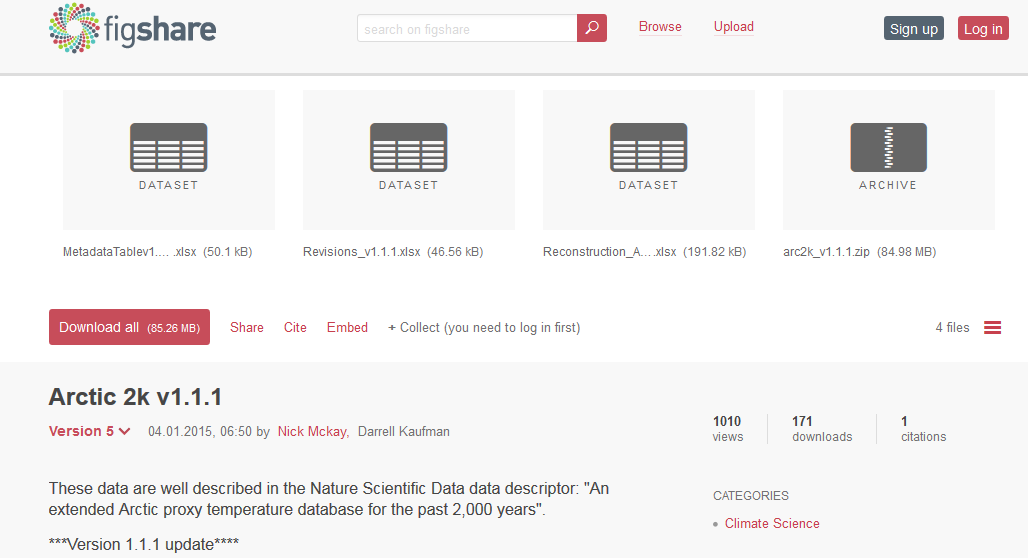 figshare
search on figshare
Browse
Upload
Sign up
Log in
DATASET
DATASET
DATASET
ARCHIVE
MetadataTablev1.... .xlsx (50.1 kB)
Revisions_v1.1.1.xlsx (46.56 kB)
Reconstruction_A....xlsx (191.82 kB)
arc2k_v1.1.1.zip (84.98 MB)
Download all (85.26 MB)
Share
Cite
Embed
+ Collect (you need to log in first)
4 files
Arctic 2k v1.1.1
Version 5 04.01.2015, 06:50 by Nick Mckay, Darrell Kaufman
1010 171 1
views downloads citations
These data are well described in the Nature Scientific Data data descriptor: "An
extended Arctic proxy temperature database for the past 2,000 years".
***Version 1.1.1 update****
CATEGORIES
Climate Science